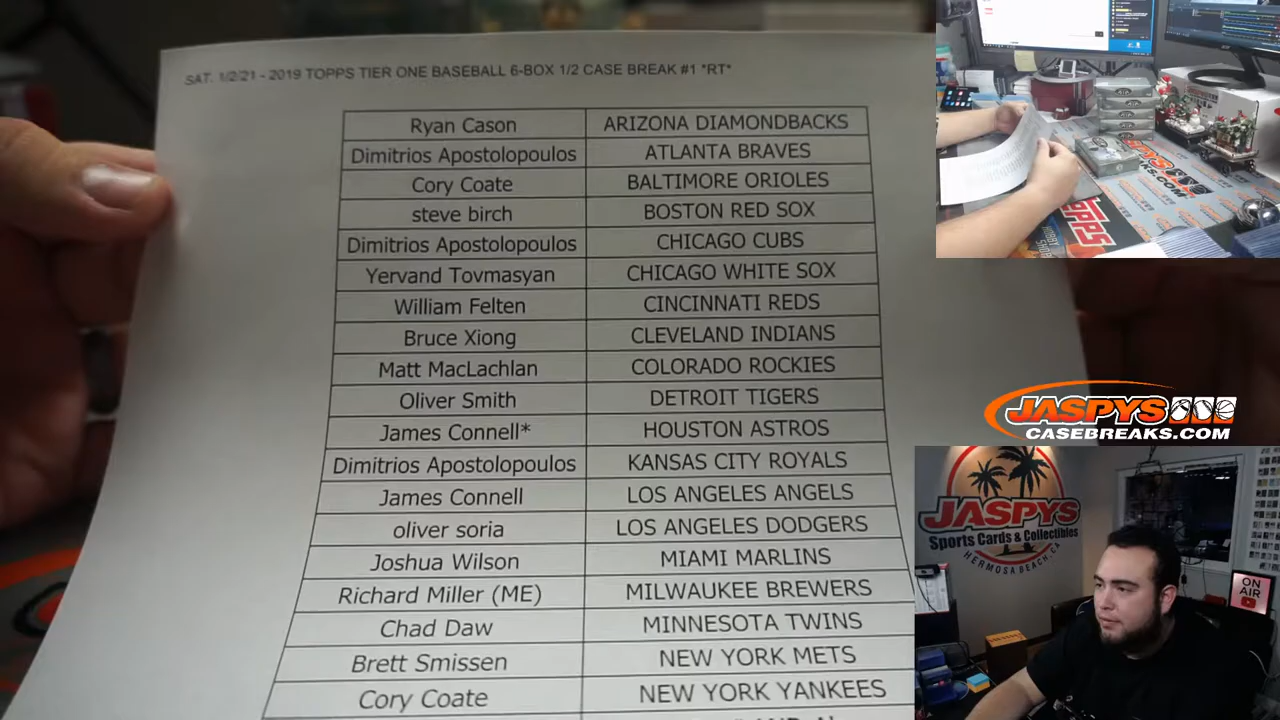 SAT. 1/2/21 - 2019 TOPPS TIER ONE BASEBALL 6-BOX 1/2 CASE BREAK #1 *RT*
Ryan Cason ARIZONA DIAMONDBACKS
Dimitrios Apostolopoulos ATLANTA BRAVES
Cory Coate BALTIMORE ORIOLES
steve birch BOSTON RED SOX
Dimitrios Apostolopoulos CHICAGO CUBS
Yervand Tovmasyan CHICAGO WHITE SOX
William Felten CINCINNATI REDS
Bruce Xiong CLEVELAND INDIANS
Matt MacLachlan COLORADO ROCKIES
Oliver Smith DETROIT TIGERS
James Connell* HOUSTON ASTROS
Dimitrios Apostolopoulos KANSAS CITY ROYALS
James Connell LOS ANGELES ANGELS
oliver soria LOS ANGELES DODGERS
Joshua Wilson MIAMI MARLINS
Richard Miller (ME) MILWAUKEE BREWERS
Chad Daw MINNESOTA TWINS
Brett Smissen NEW YORK METS
Cory Coate NEW YORK YANKEES
JASPYS
.COM
TOPPS
JASPYS
CASEBREAKS.COM
JASPYS
Sports Cards & Collectibles
HERMOSA BEACH, CA
ON
AIR